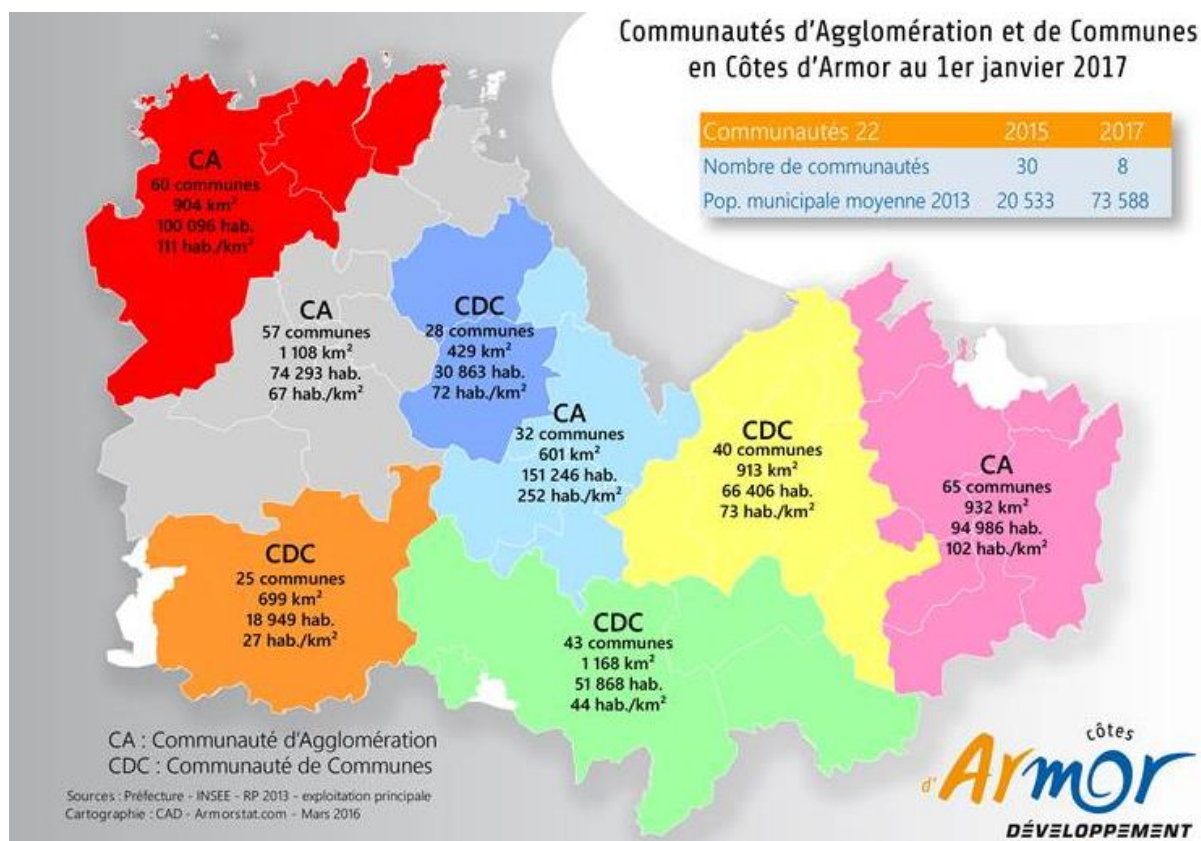 Communautés d'Agglomération et de Communes
en Côtes d'Armor au 1er janvier 2017
Communautés 22 2015 2017
Nombre de communautés 30 8
Pop. municipale moyenne 2013 20 533 73 588
CA
60 communes
904 km²
100 096 hab.
111 hab./km²
CA
57 communes
1 108 km²
74 293 hab.
67 hab./km²
CDC
28 communes
429 km²
30 863 hab.
72 hab./km²
CA
32 communes
601 km²
151 246 hab.
252 hab./km²
CDC
40 communes
913 km²
66 406 hab.
73 hab./km²
CA
65 communes
932 km²
94 986 hab.
102 hab./km²
CDC
25 communes
699 km²
18 949 hab.
27 hab./km²
CDC
43 communes
1 168 km²
51 868 hab.
44 hab./km²
CA : Communauté d'Agglomération
CDC : Communauté de Communes
Sources : Préfecture - INSEE - RP 2013 - exploitation principale
Cartographie : CAD - Armorstat.com - Mars 2016
côtes
d'Armor
DÉVELOPPEMENT